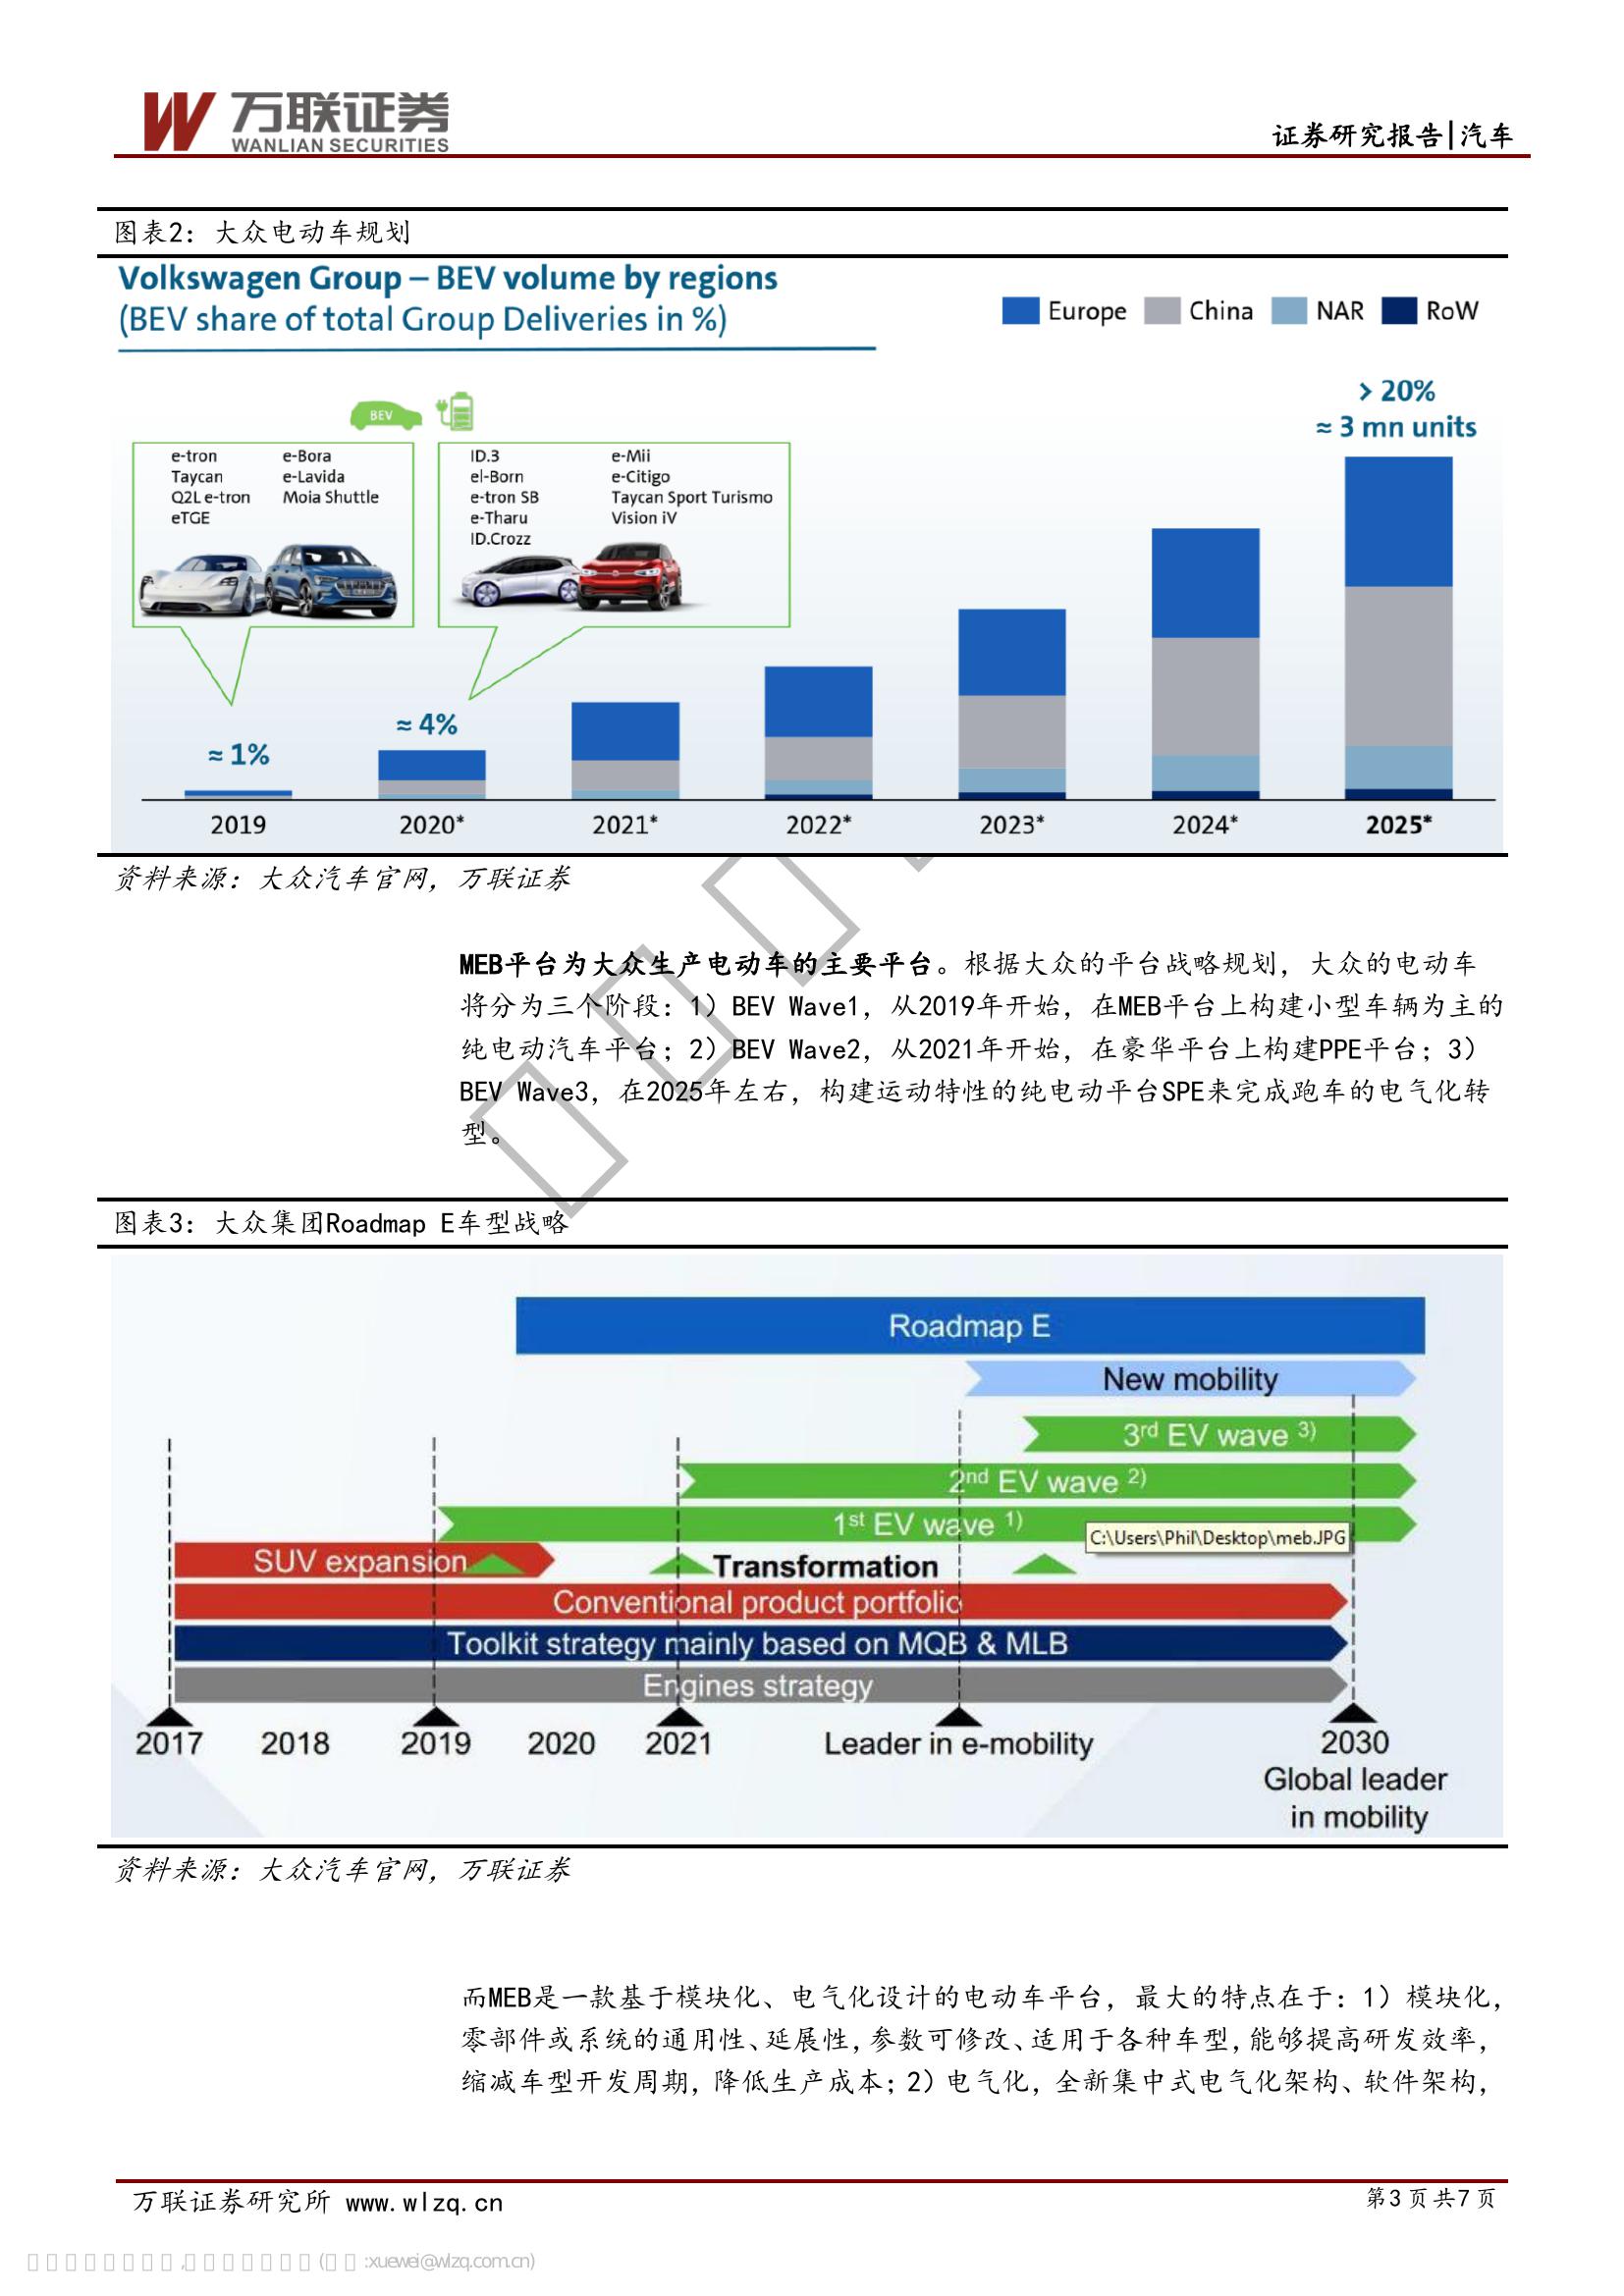 万联证券
WANLIAN SECURITIES
证券研究报告|汽车
图表2：大众电动车规划
Volkswagen Group – BEV volume by regions
(BEV share of total Group Deliveries in %)
Europe China NAR RoW
> 20%
≈ 3 mn units
BEV
e-tron e-Bora
Taycan e-Lavida
Q2L e-tron Moia Shuttle
eTGE
ID.3 e-Mii
el-Born e-Citigo
e-tron SB Taycan Sport Turismo
e-Tharu Vision iV
ID.Crozz
≈ 4%
≈ 1%
2019 2020* 2021* 2022* 2023* 2024* 2025*
资料来源：大众汽车官网，万联证券
MEB平台为大众生产电动车的主要平台。根据大众的平台战略规划，大众的电动车
将分为三个阶段：1）BEV Wave1，从2019年开始，在MEB平台上构建小型车辆为主的
纯电动汽车平台；2）BEV Wave2，从2021年开始，在豪华平台上构建PPE平台；3）
BEV Wave3，在2025年左右，构建运动特性的纯电动平台SPE来完成跑车的电气化转
型。
图表3：大众集团Roadmap E车型战略
Roadmap E
New mobility
3rd EV wave 3)
2nd EV wave 2)
1st EV wave 1)
C:\Users\Phil\Desktop\meb.JPG
SUV expansion
Transformation
Conventional product portfolio
Toolkit strategy mainly based on MQB & MLB
Engines strategy
2017 2018 2019 2020 2021 Leader in e-mobility 2030
Global leader
in mobility
资料来源：大众汽车官网，万联证券
而MEB是一款基于模块化、电气化设计的电动车平台，最大的特点在于：1）模块化，
零部件或系统的通用性、延展性，参数可修改、适用于各种车型，能够提高研发效率，
缩减车型开发周期，降低生产成本；2）电气化，全新集中式电气化架构、软件架构，
万联证券研究所 www.wlzq.cn
第3页共7页
:xuewei@wlzq.com.cn)